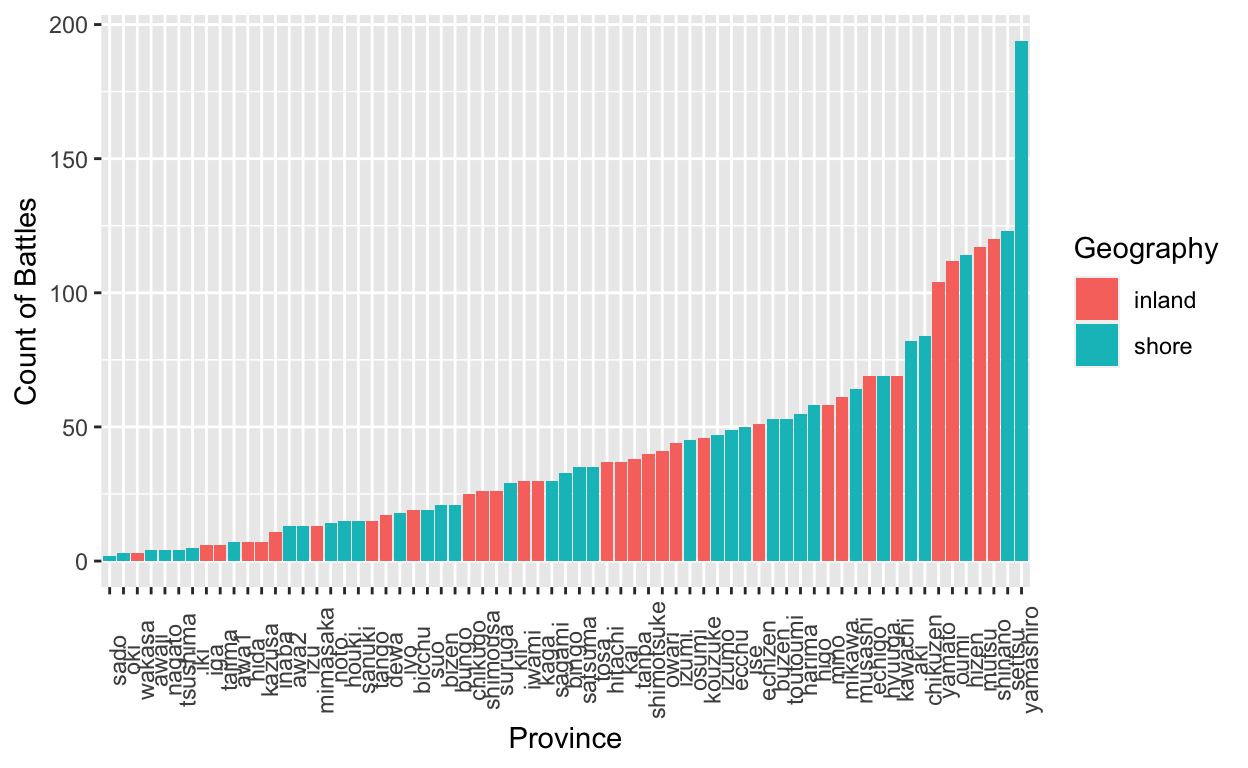 200
150
100
50
0
Count of Battles
sado
oki
wakasa
awaji
nagato
tsushima
iki
iga
tajima
awa1
hida
kazusa
inaba
awa2
izu
mimasaka
noto
houki
sanuki
tango
dewa
iyo
bicchu
suo
bizen
bungo
chikugo
shimousa
suruga
kii
iwami
kaga
sagami
bingo
satsuma
tosa
hitachi
kai
tanba
shimotsuke
owari
izumi
osumi
kouzuke
izumo
ecchu
ise
echizen
buzen
toutoumi
harima
higo
mino
mikawa
musashi
echigo
hyunga
kawachi
aki
chikuzen
yamato
oumi
hizen
mutsu
shinano
settsu
yamashiro
Province
Geography
inland
shore